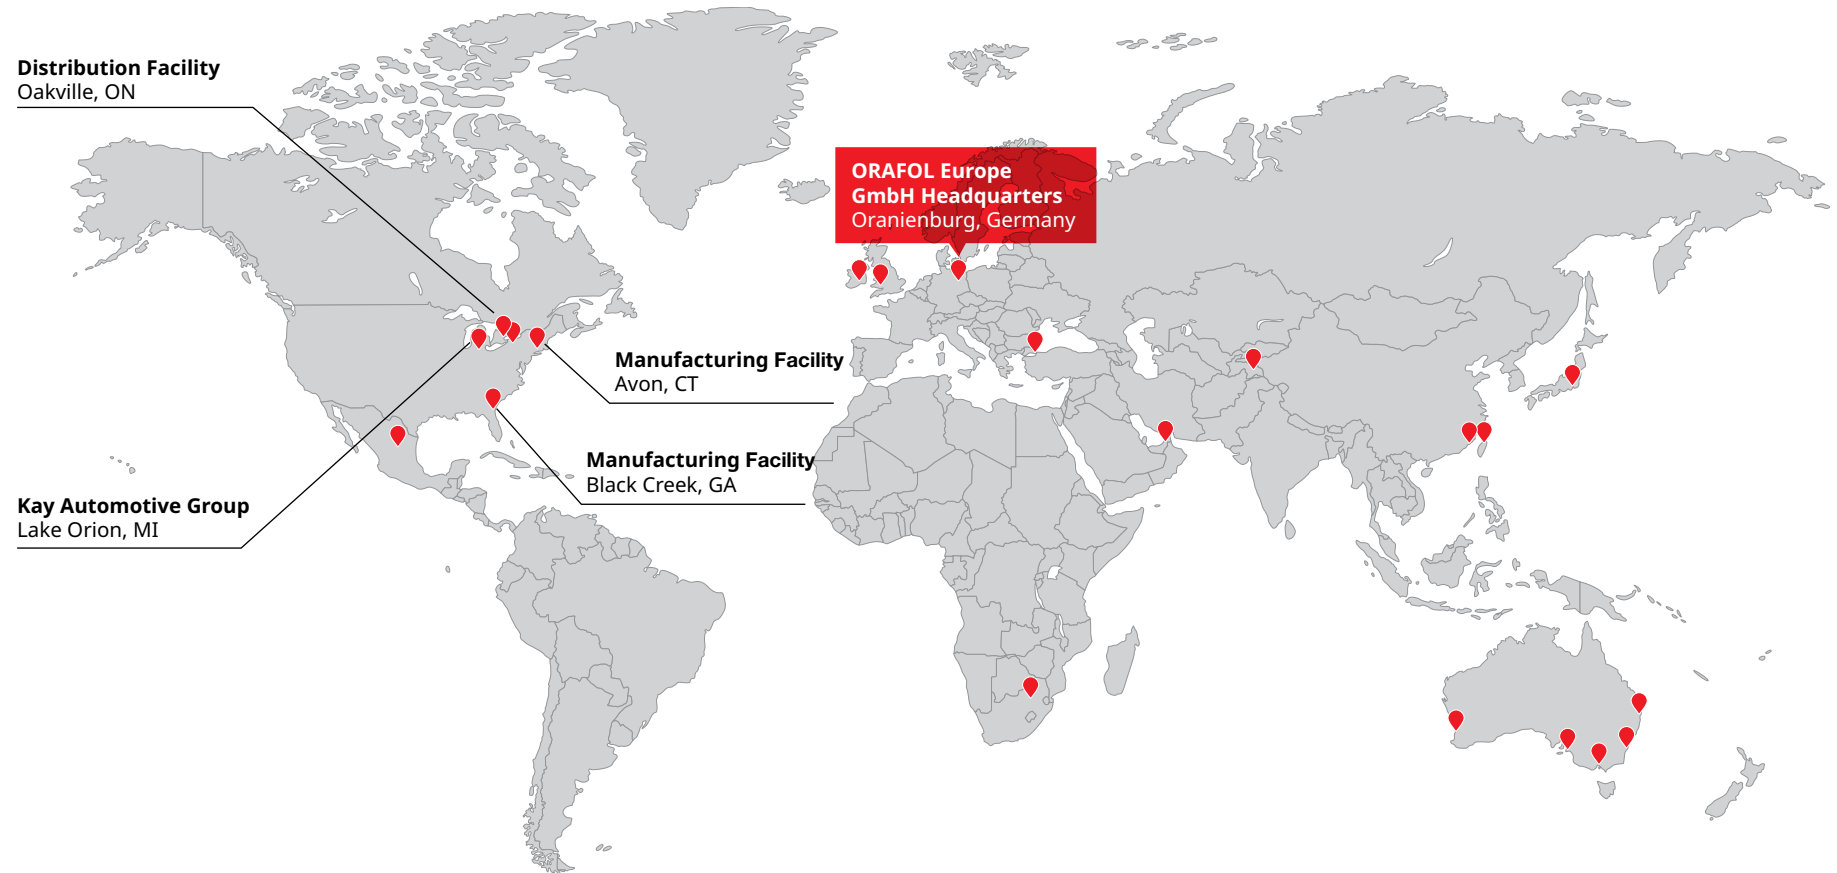 Distribution Facility
Oakville, ON
ORAFOL Europe
GmbH Headquarters
Oranienburg, Germany
Manufacturing Facility
Avon, CT
Manufacturing Facility
Black Creek, GA
Kay Automotive Group
Lake Orion, MI